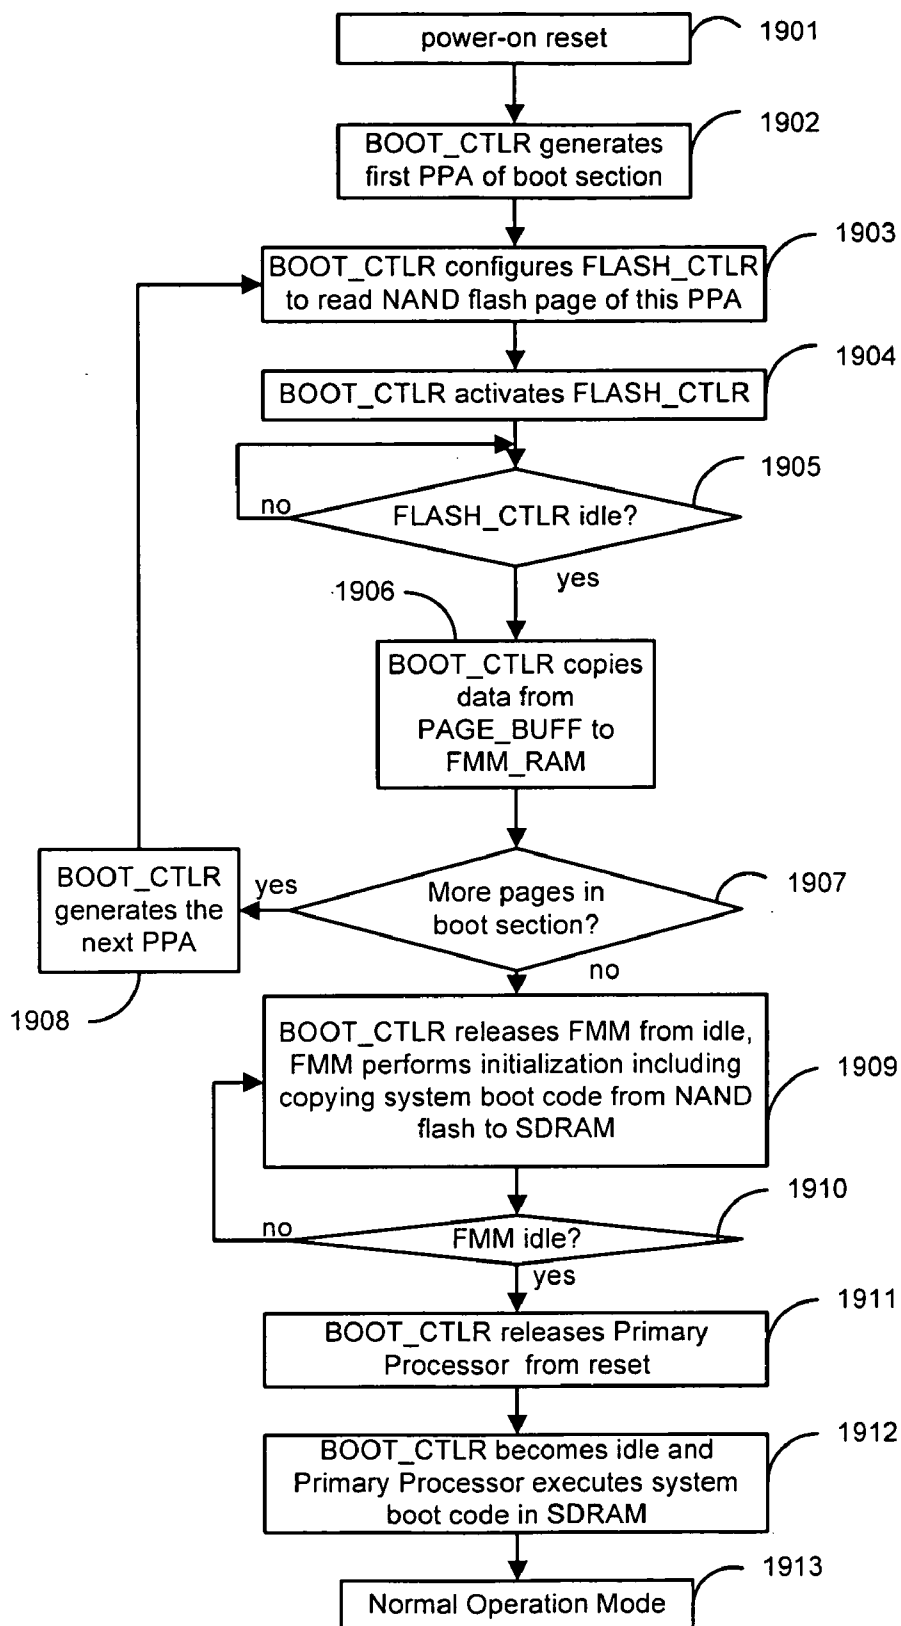 power-on reset
1901
1902
BOOT_CTLR generates
first PPA of boot section
1903
BOOT_CTLR configures FLASH_CTLR
to read NAND flash page of this PPA
1904
BOOT_CTLR activates FLASH_CTLR
1905
no
FLASH_CTLR idle?
yes
1906
BOOT_CTLR copies
data from
PAGE_BUFF to
FMM_RAM
1907
More pages in
boot section?
yes
BOOT_CTLR
generates the
next PPA
1908
no
BOOT_CTLR releases FMM from idle,
FMM performs initialization including
copying system boot code from NAND
flash to SDRAM
1909
1910
no
FMM idle?
yes
1911
BOOT_CTLR releases Primary
Processor from reset
1912
BOOT_CTLR becomes idle and
Primary Processor executes system
boot code in SDRAM
1913
Normal Operation Mode